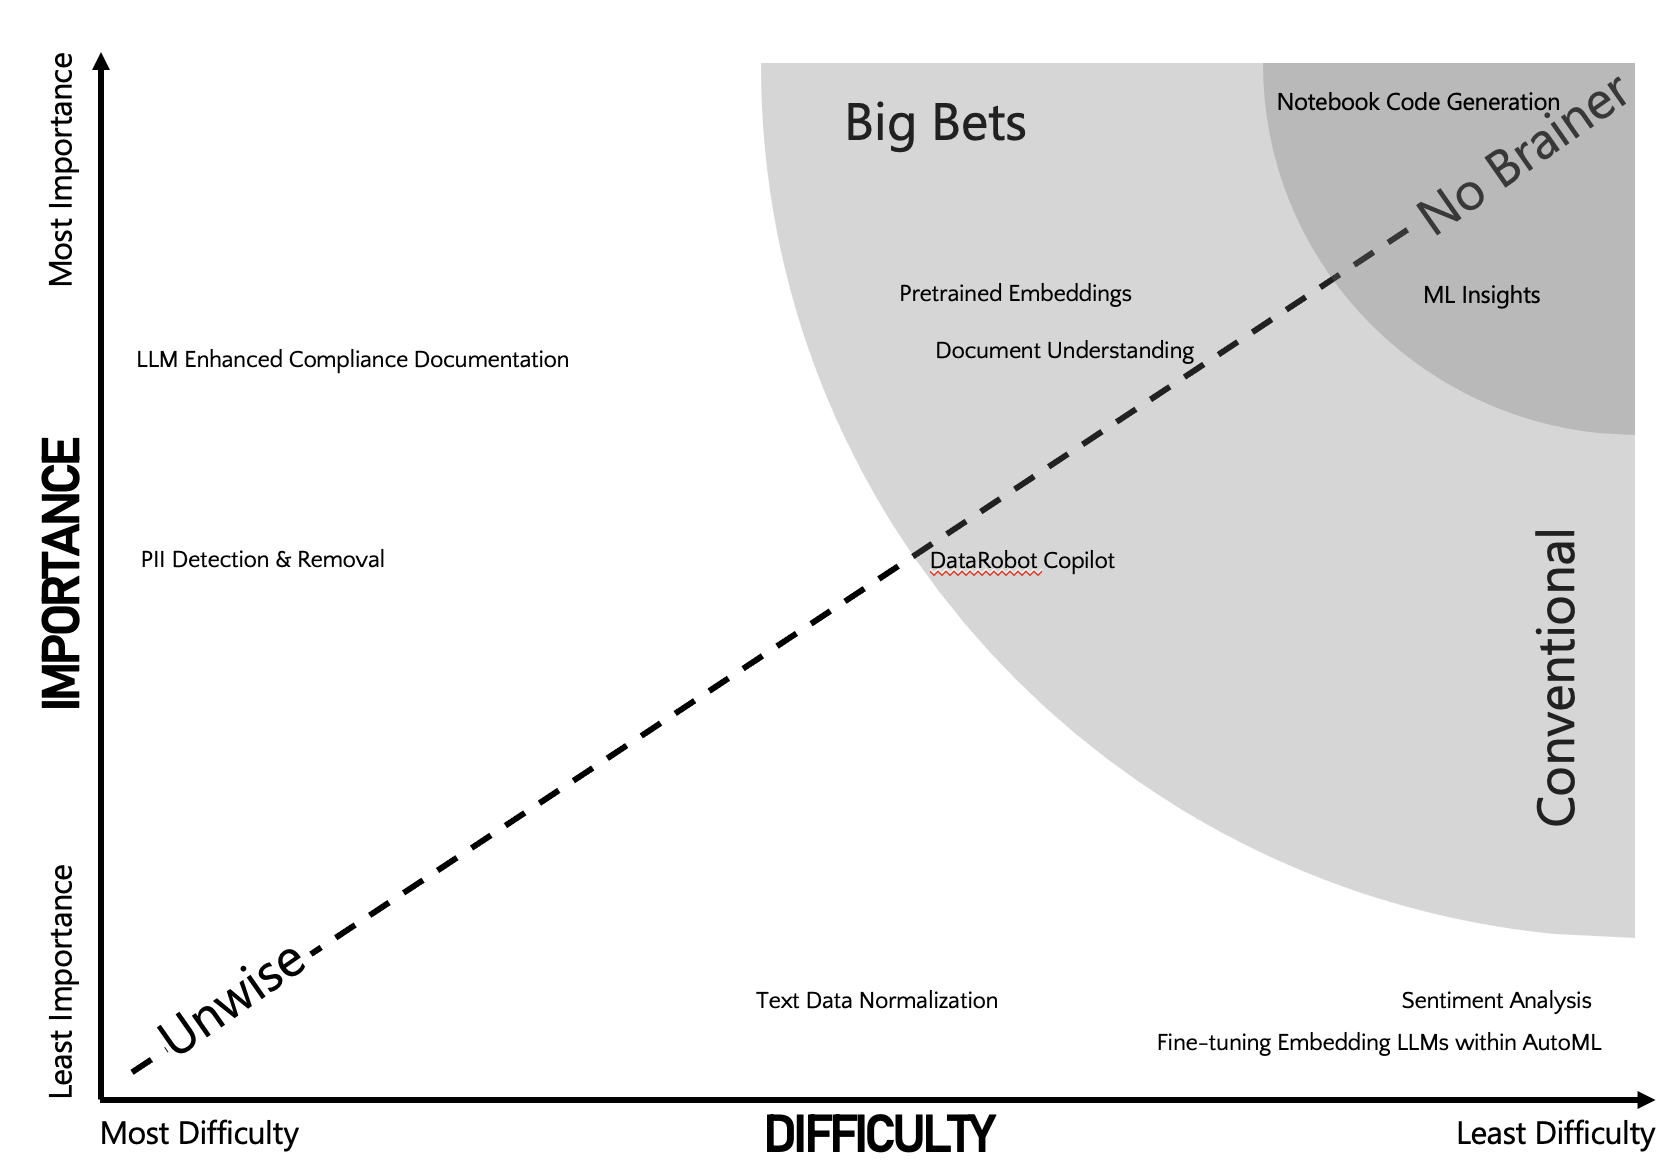 Most Importance
IMPORTANCE
Least Importance
Big Bets
Notebook Code Generation
No Brainer
Pretrained Embeddings
ML Insights
Document Understanding
LLM Enhanced Compliance Documentation
PII Detection & Removal
DataRobot Copilot
Conventional
Unwise
Text Data Normalization
Sentiment Analysis
Fine-tuning Embedding LLMs within AutoML
Most Difficulty
DIFFICULTY
Least Difficulty